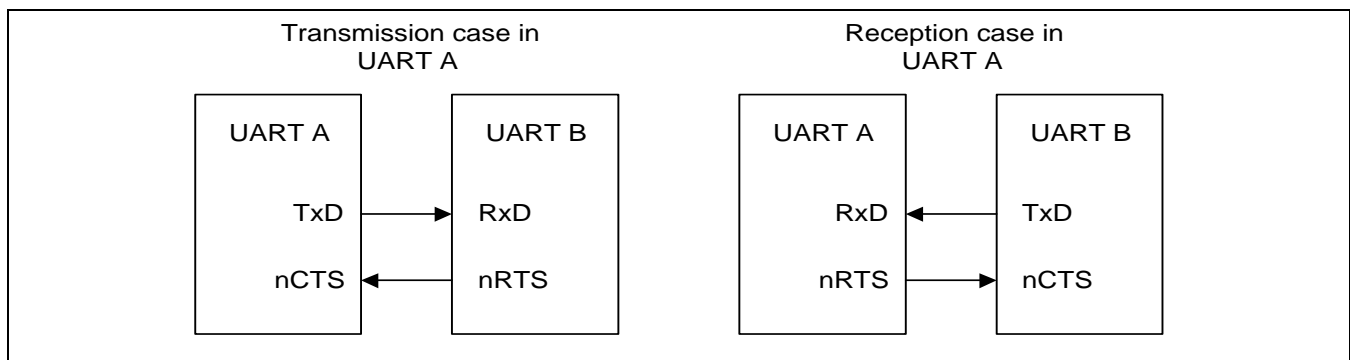 Transmission case in
UART A
UART A
UART B
TxD
RxD
nCTS
nRTS
Reception case in
UART A
UART A
UART B
RxD
TxD
nRTS
nCTS